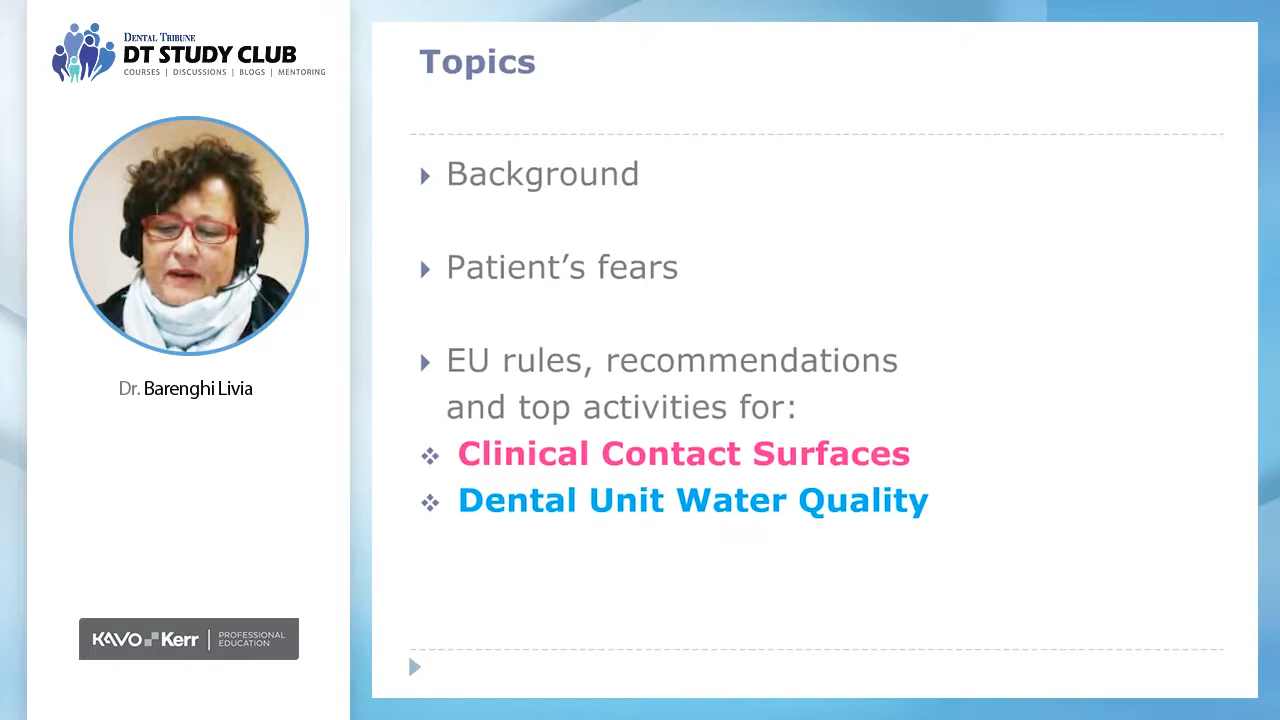 DENTAL TRIBUNE
DT STUDY CLUB
COURSES | DISCUSSIONS | BLOGS | MENTORING
Dr. Barenghi Livia
KAVO Kerr | PROFESSIONAL
EDUCATION
Topics
Background
Patient’s fears
EU rules, recommendations
and top activities for:
Clinical Contact Surfaces
Dental Unit Water Quality